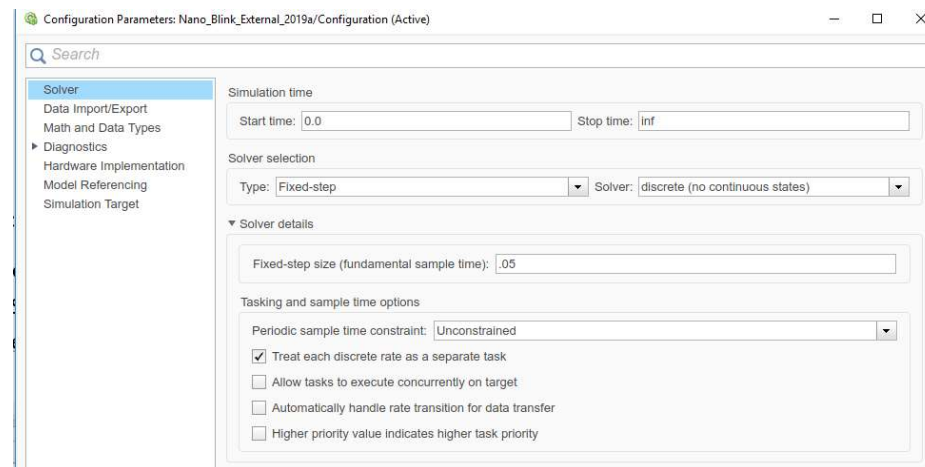 Configuration Parameters: Nano_Blink_External_2019a/Configuration (Active)
Search
Solver
Data Import/Export
Math and Data Types
Diagnostics
Hardware Implementation
Model Referencing
Simulation Target
Simulation time
Start time: 0.0 Stop time: inf
Solver selection
Type: Fixed-step Solver: discrete (no continuous states)
Solver details
Fixed-step size (fundamental sample time): .05
Tasking and sample time options
Periodic sample time constraint: Unconstrained
Treat each discrete rate as a separate task
Allow tasks to execute concurrently on target
Automatically handle rate transition for data transfer
Higher priority value indicates higher task priority